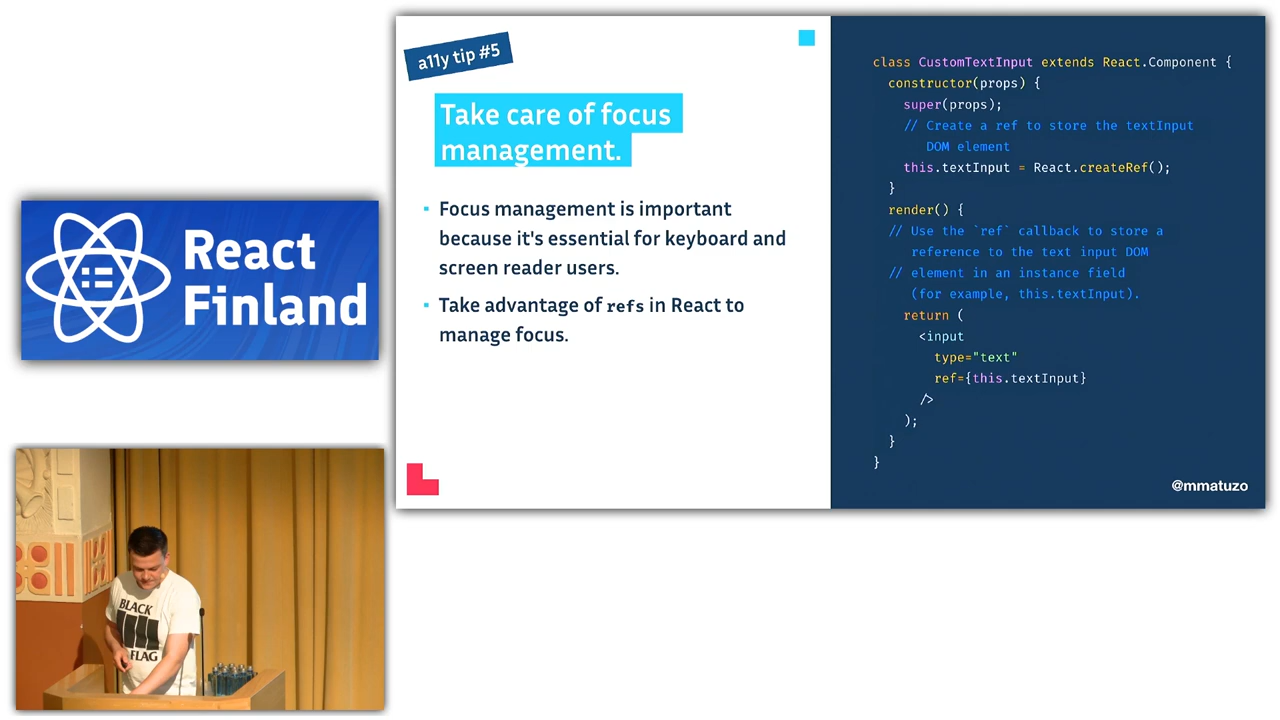 a11y tip #5
Take care of focus
management.
Focus management is important
because it's essential for keyboard and
screen reader users.
Take advantage of refs in React to
manage focus.
class CustomTextInput extends React.Component {
constructor(props) {
super(props);
// Create a ref to store the textInput
DOM element
this.textInput = React.createRef();
}
render() {
// Use the `ref` callback to store a
reference to the text input DOM
// element in an instance field
(for example, this.textInput).
return (
<input
type="text"
ref={this.textInput}
/>
);
}
}
@mmatuzo
React
Finland
BLACK
FLAG